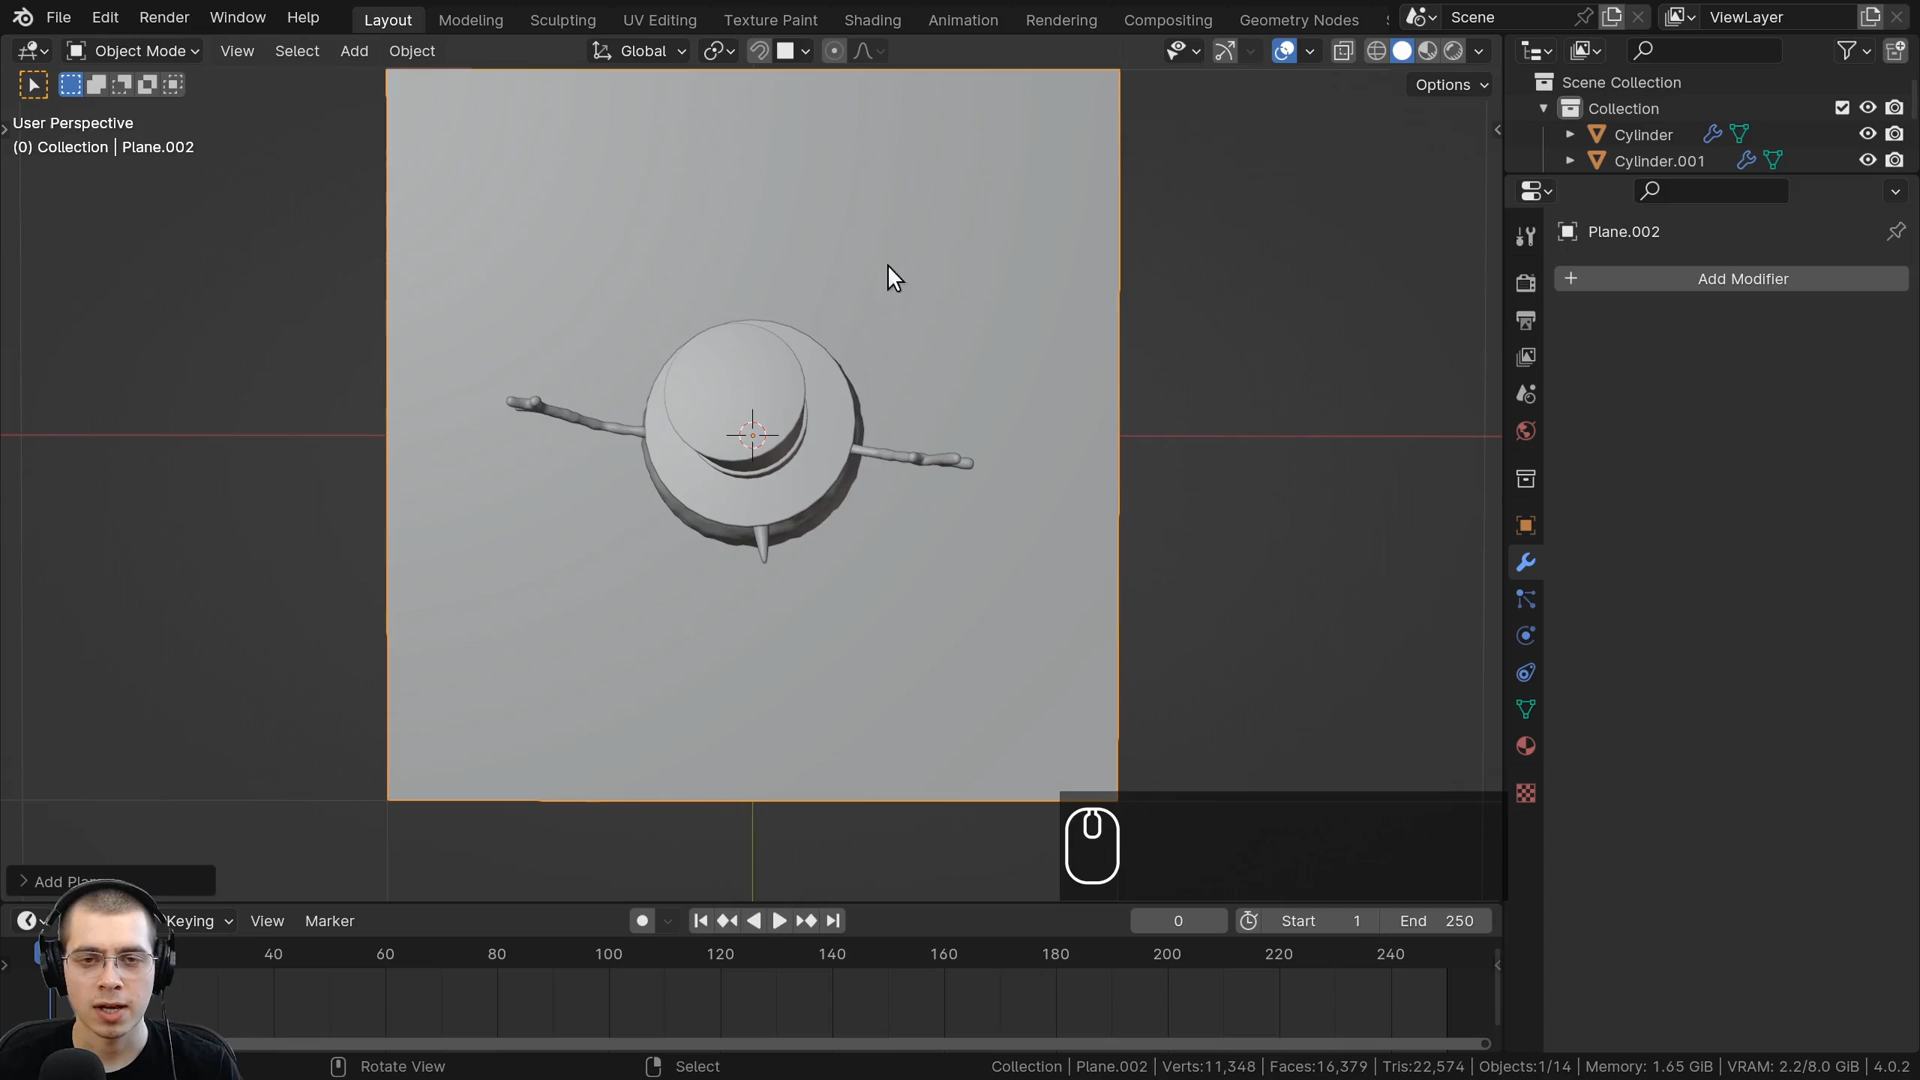 File Edit Render Window Help Layout Modeling Sculpting UV Editing Texture Paint Shading Animation Rendering Compositing Geometry Nodes Scene ViewLayer
Object Mode View Select Add Object Global
Options
User Perspective
(0) Collection | Plane.002
Scene Collection
Collection
Cylinder
Cylinder.001
Plane.002
+ Add Modifier
Keying View Marker 0 Start 1 End 250
40 60 80 100 120 140 160 180 200 220 240
Rotate View Select Collection | Plane.002 | Verts:11,348 | Faces:16,379 | Tris:22,574 | Objects:1/14 | Memory: 1.65 GiB | VRAM: 2.2/8.0 GiB | 4.0.2